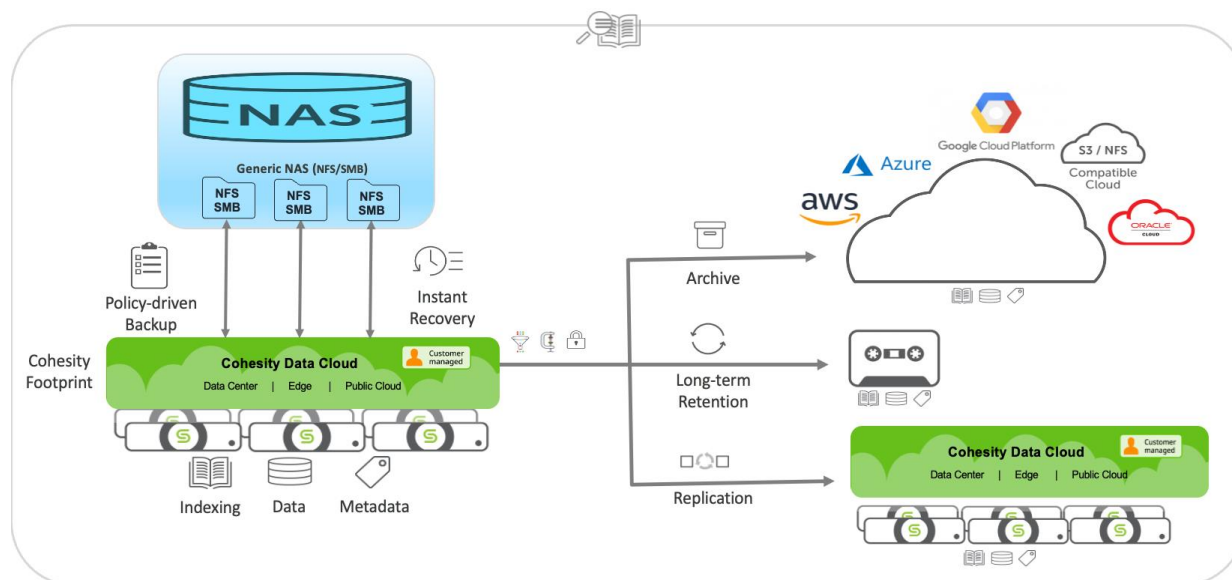 NAS
Generic NAS (NFS/SMB)
NFS
SMB
NFS
SMB
NFS
SMB
Policy-driven
Backup
Instant
Recovery
Cohesity
Footprint
Cohesity Data Cloud
Customer
managed
Data Center | Edge | Public Cloud
Indexing
Data
Metadata
Archive
Long-term
Retention
Replication
Google Cloud Platform
Azure
aws
S3 / NFS
Compatible
Cloud
ORACLE
CLOUD
Cohesity Data Cloud
Customer
managed
Data Center | Edge | Public Cloud